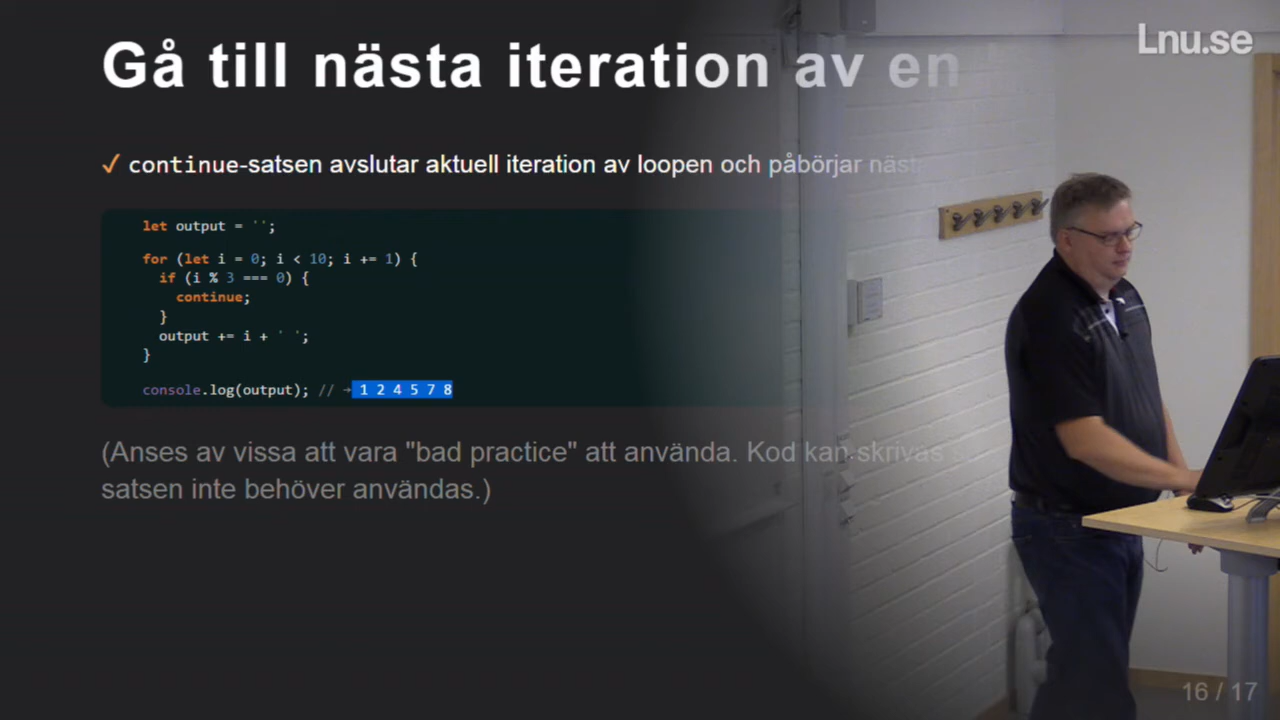 Lnu.se
Gå till nästa iteration av en
✓ continue-satsen avslutar aktuell iteration av loopen och påbörjar
let output = '';
for (let i = 0; i < 10; i += 1) {
if (i % 3 === 0) {
continue;
}
output += i + ' ';
}
console.log(output); // → 1 2 4 5 7 8
(Anses av vissa att vara "bad practice" att använda. Kod kan skrivas
satsen inte behöver användas.)
16 / 17